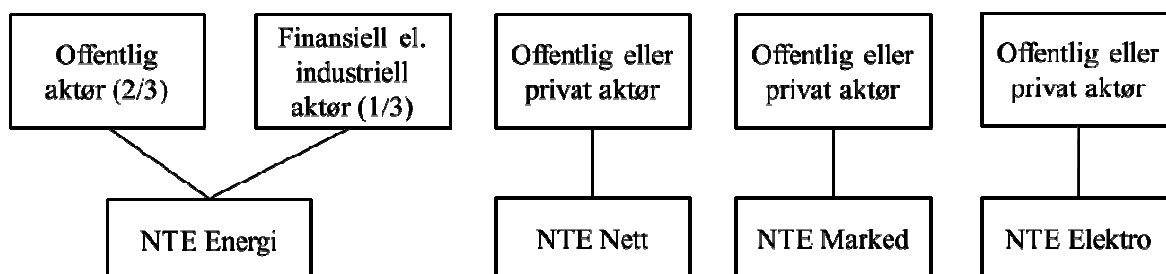 Offentlig
aktør (2/3)
Finansiell el.
industriell
aktør (1/3)
Offentlig eller
privat aktør
Offentlig eller
privat aktør
Offentlig eller
privat aktør
NTE Energi
NTE Nett
NTE Marked
NTE Elektro